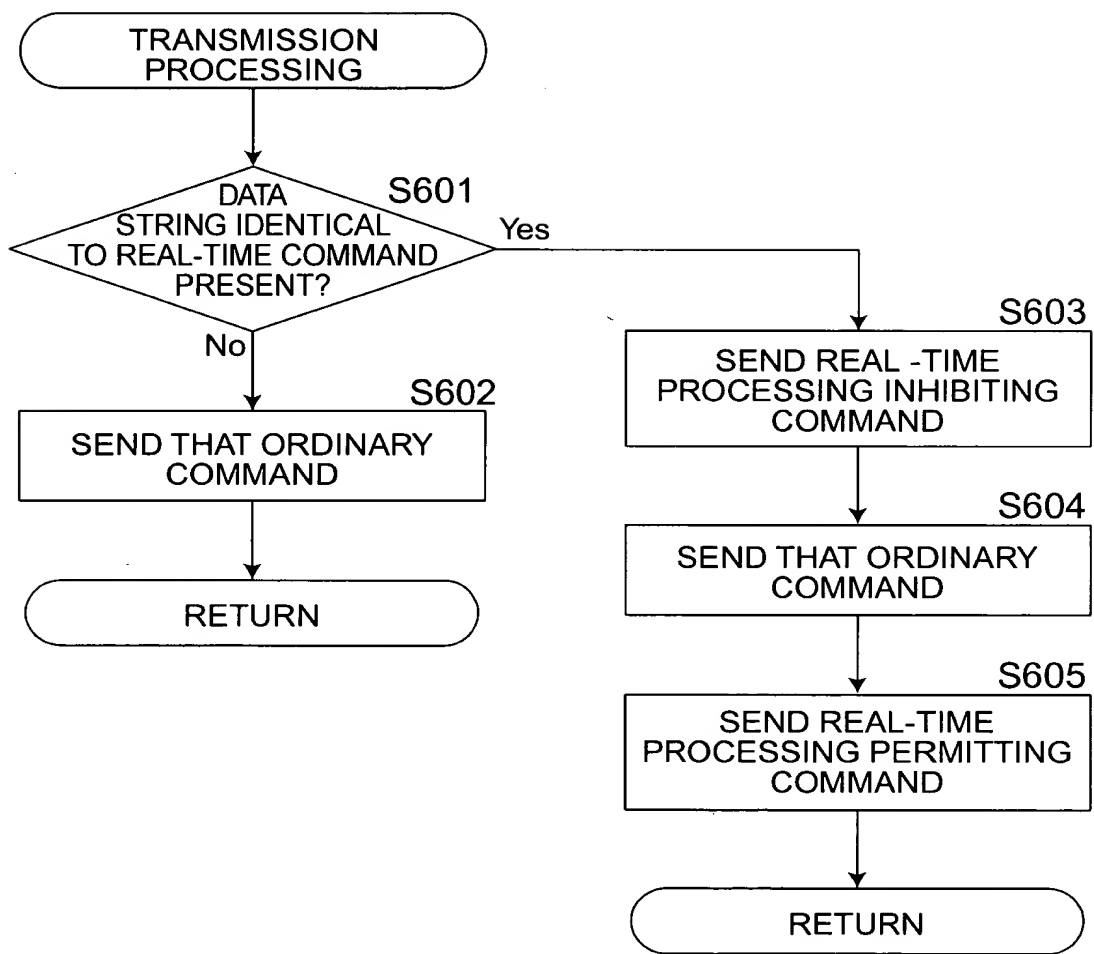 TRANSMISSION
PROCESSING
S601
DATA
STRING IDENTICAL
TO REAL-TIME COMMAND
PRESENT?
Yes
No
S602
SEND THAT ORDINARY
COMMAND
RETURN
S603
SEND REAL -TIME
PROCESSING INHIBITING
COMMAND
S604
SEND THAT ORDINARY
COMMAND
S605
SEND REAL-TIME
PROCESSING PERMITTING
COMMAND
RETURN